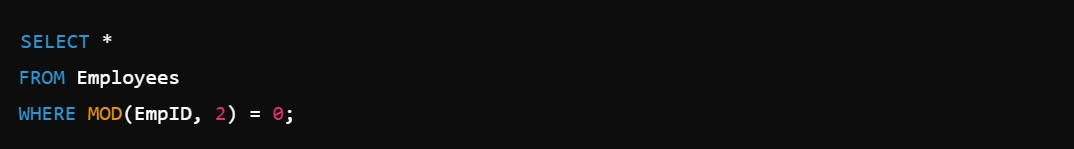 SELECT *
FROM Employees
WHERE MOD(EmpID, 2) = 0;